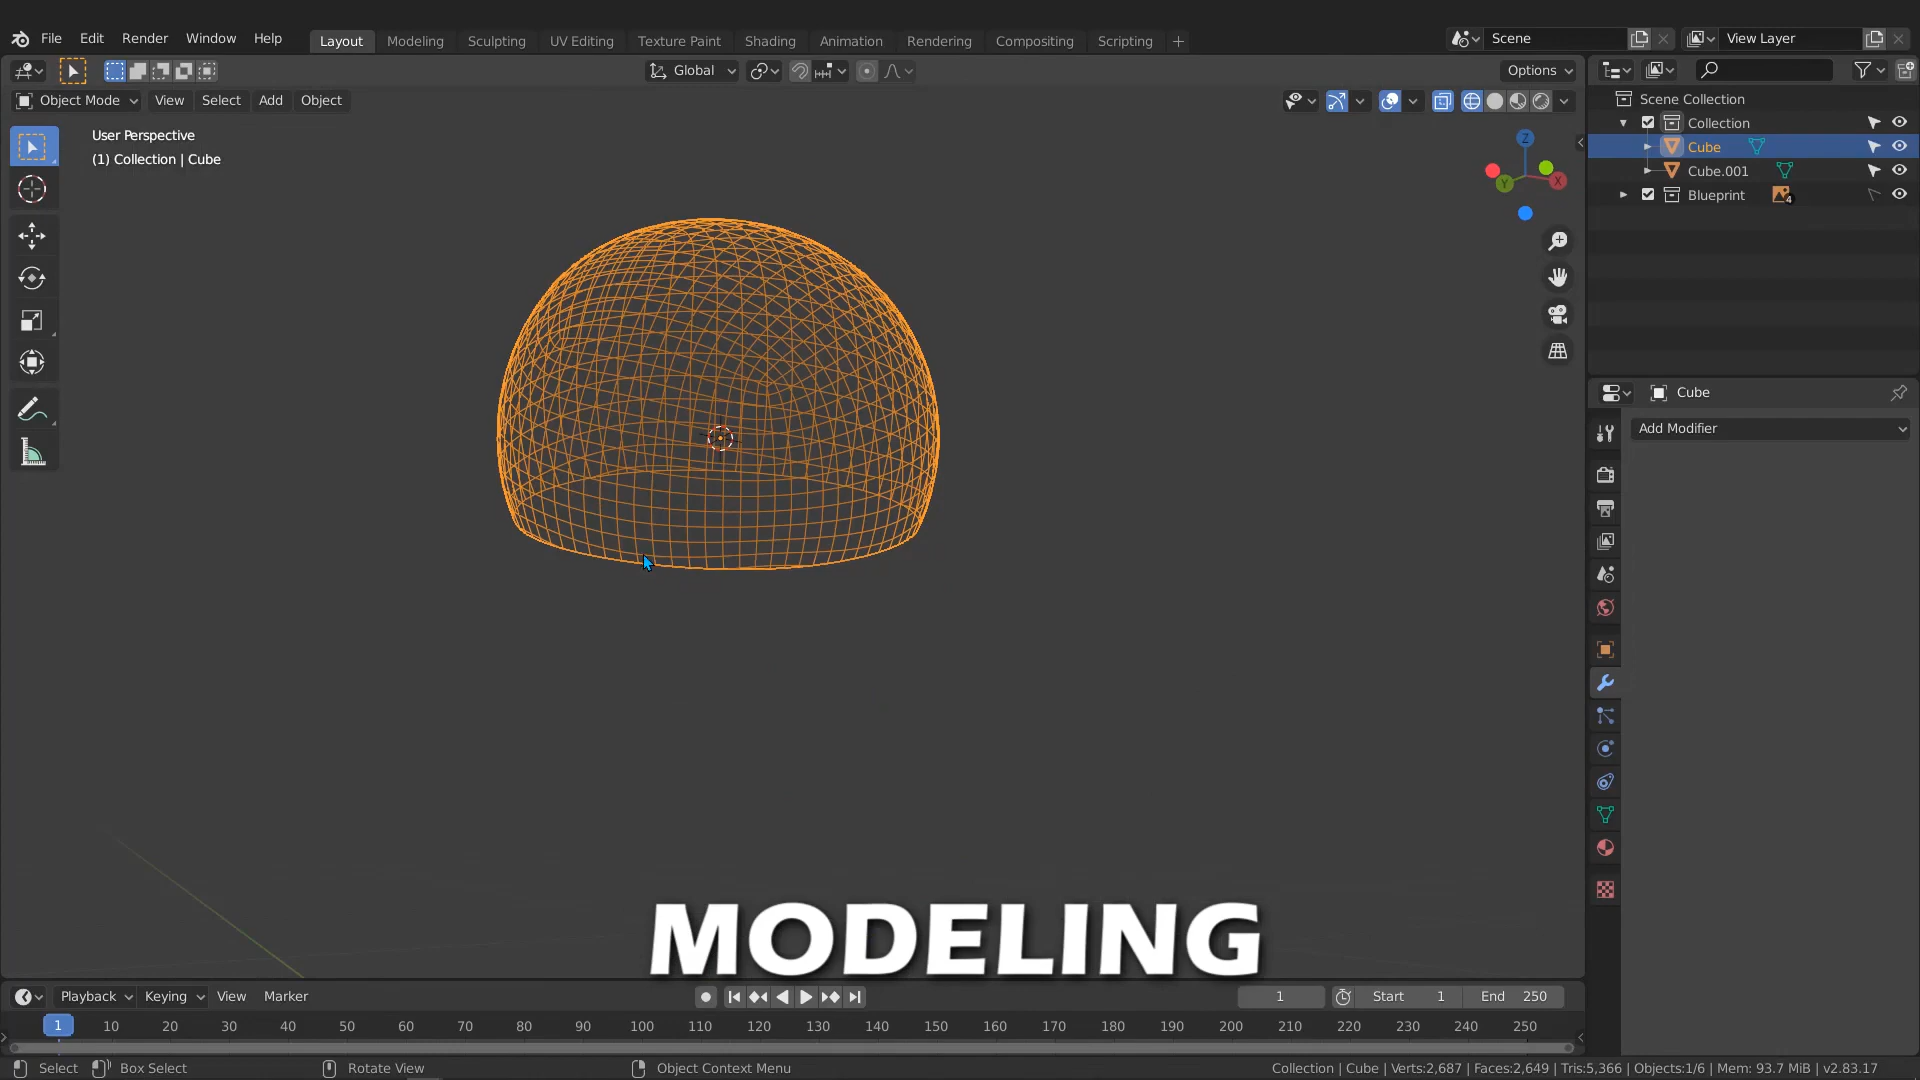 File Edit Render Window Help
Layout Modeling Sculpting UV Editing Texture Paint Shading Animation Rendering Compositing Scripting +
Scene
View Layer
Global
Options
Object Mode View Select Add Object
User Perspective
(1) Collection | Cube
Z
X
Y
Scene Collection
Collection
Cube
Cube.001
Blueprint
4
Cube
Add Modifier
MODELING
Playback Keying View Marker
1
Start 1
End 250
1 10 20 30 40 50 60 70 80 90 100 110 120 130 140 150 160 170 180 190 200 210 220 230 240 250
Select Box Select Rotate View Object Context Menu
Collection | Cube | Verts:2,687 | Faces:2,649 | Tris:5,366 | Objects:1/6 | Mem: 93.7 MiB | v2.83.17